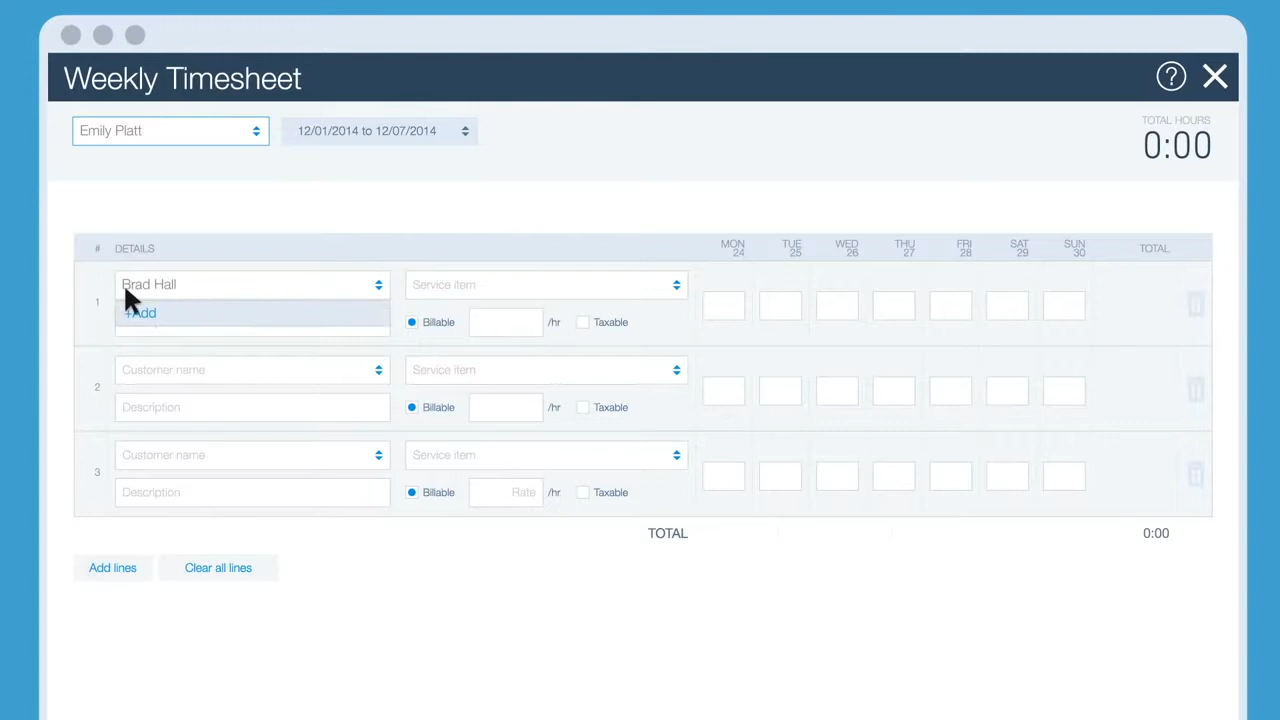 Weekly Timesheet
?
Emily Platt
12/01/2014 to 12/07/2014
TOTAL HOURS
0:00
# DETAILS MON 24 TUE 25 WED 26 THU 27 FRI 28 SAT 29 SUN 30 TOTAL
Brad Hall Service item
1
+Add
Billable /hr Taxable
Customer name Service item
2
Description Billable /hr Taxable
Customer name Service item
3
Description Billable Rate /hr Taxable
TOTAL 0:00
Add lines Clear all lines